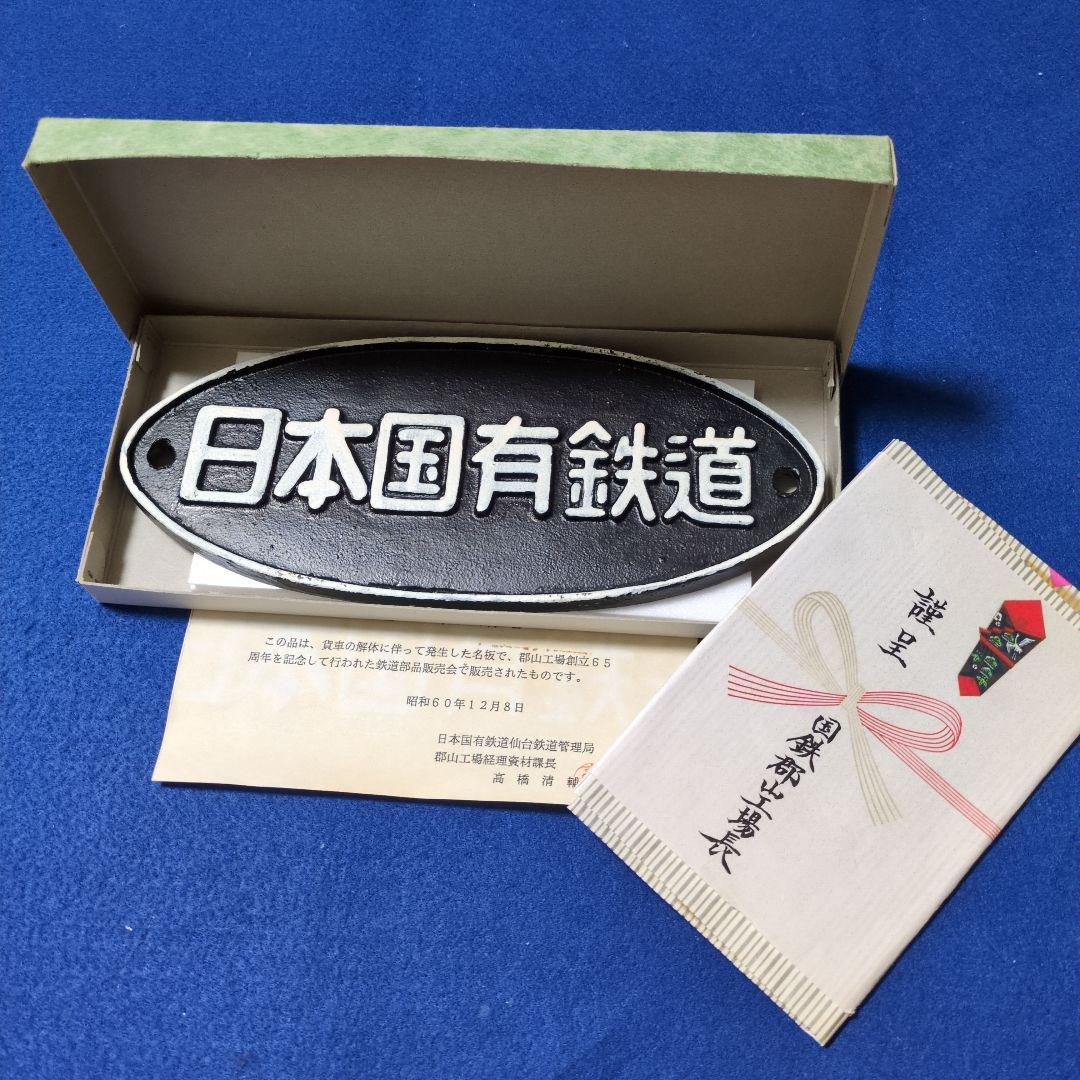 日本国有鉄道
この品は、貨車の解体に伴って発生した名板で、郡山工場創立65
周年を記念して行われた鉄道部品販売会で販売されたものです。
昭和60年12月8日
日本国有鉄道仙台鉄道管理局
郡山工場経理資材課長
高橋清
謹呈
国鉄郡山工場長